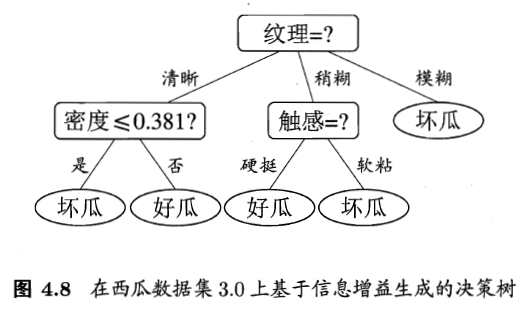 纹理=?
清晰 稍糊 模糊
密度≤0.381? 触感=? 坏瓜
是 否 硬挺 软粘
坏瓜 好瓜 好瓜 坏瓜
图 4.8 在西瓜数据集3.0上基于信息增益生成的决策树